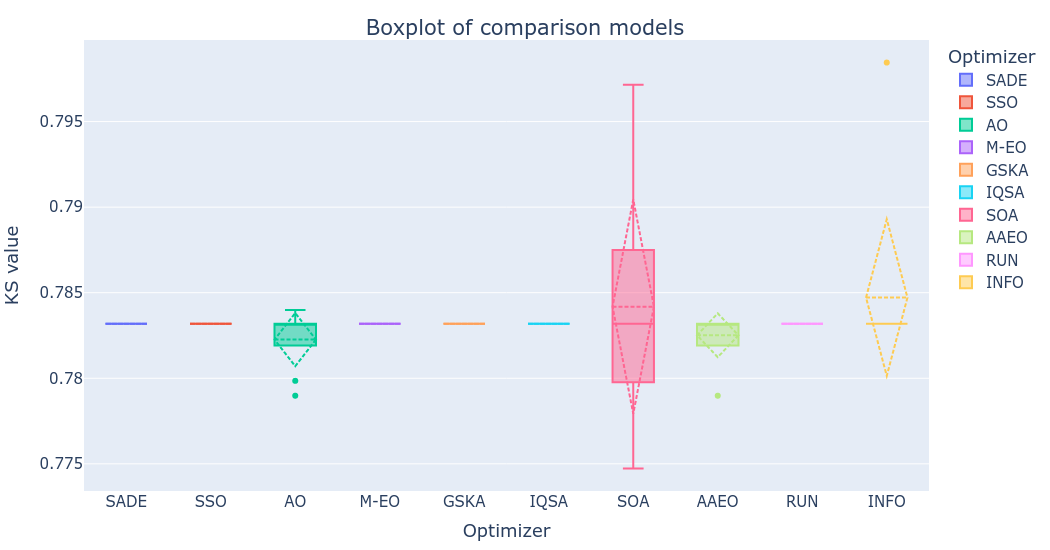 Boxplot of comparison models
KS value
0.795
0.79
0.785
0.78
0.775
SADE SSO AO M-EO GSKA IQSA SOA AAEO RUN INFO
Optimizer
Optimizer
SADE
SSO
AO
M-EO
GSKA
IQSA
SOA
AAEO
RUN
INFO